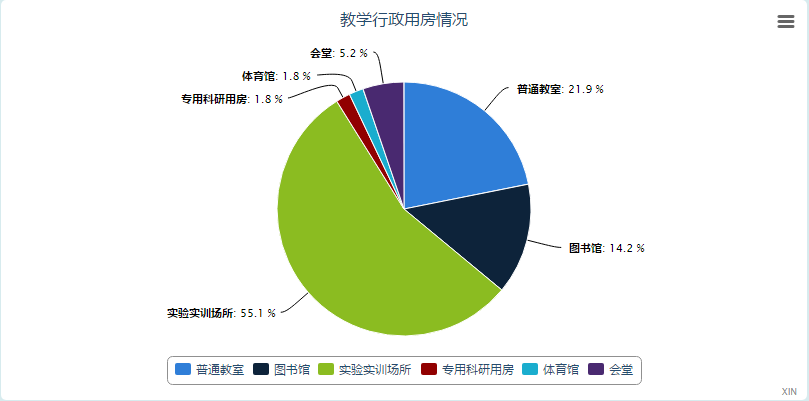 教学行政用房情况
会堂: 5.2 %
体育馆: 1.8 %
专用科研用房: 1.8 %
普通教室: 21.9 %
图书馆: 14.2 %
实验实训场所: 55.1 %
普通教室 图书馆 实验实训场所 专用科研用房 体育馆 会堂
XIN